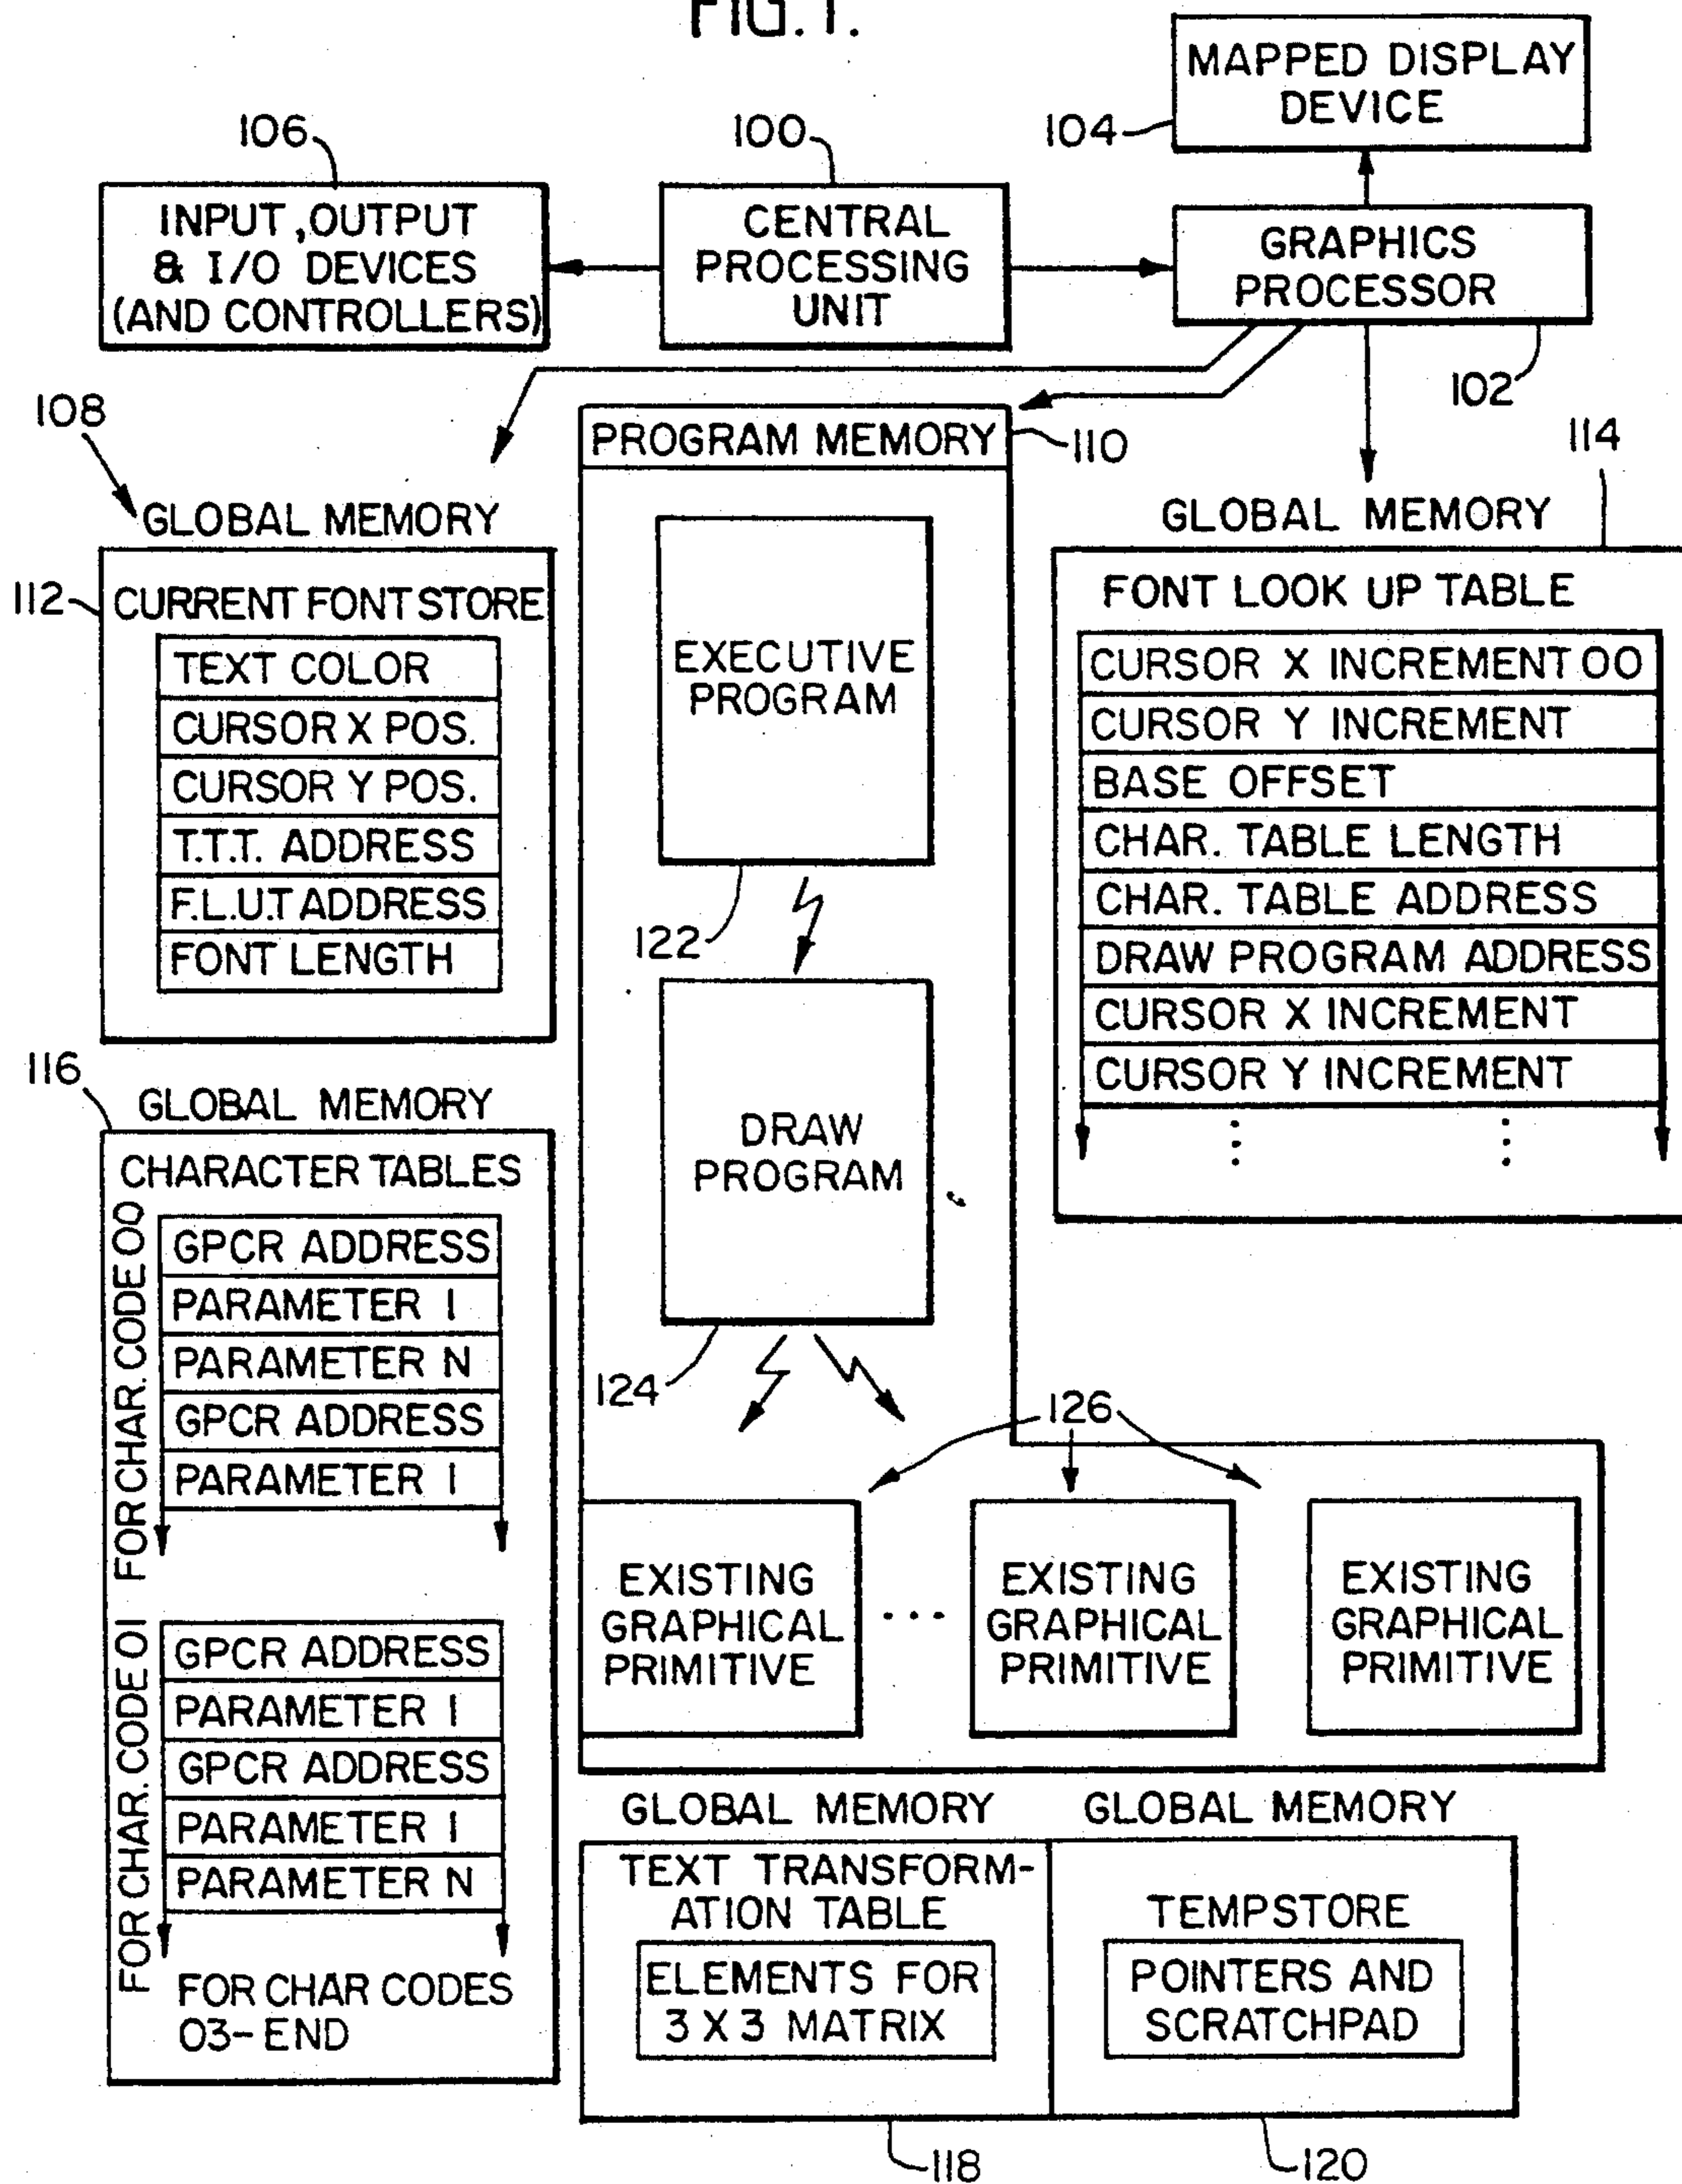 FIG. 1.
MAPPED DISPLAY
DEVICE
104
106
INPUT ,OUTPUT
& I/O DEVICES
(AND CONTROLLERS)
100
CENTRAL
PROCESSING
UNIT
GRAPHICS
PROCESSOR
102
108
GLOBAL MEMORY
112
CURRENT FONT STORE
TEXT COLOR
CURSOR X POS.
CURSOR Y POS.
T.T.T. ADDRESS
F.L.U.T ADDRESS
FONT LENGTH
PROGRAM MEMORY
110
EXECUTIVE
PROGRAM
122
DRAW
PROGRAM
124
114
GLOBAL MEMORY
FONT LOOK UP TABLE
CURSOR X INCREMENT 00
CURSOR Y INCREMENT
BASE OFFSET
CHAR. TABLE LENGTH
CHAR. TABLE ADDRESS
DRAW PROGRAM ADDRESS
CURSOR X INCREMENT
CURSOR Y INCREMENT
116
GLOBAL MEMORY
CHARACTER TABLES
FOR CHAR. CODE 00
GPCR ADDRESS
PARAMETER 1
PARAMETER N
GPCR ADDRESS
PARAMETER 1
FOR CHAR. CODE 01
GPCR ADDRESS
PARAMETER 1
GPCR ADDRESS
PARAMETER 1
PARAMETER N
FOR CHAR CODES
03-END
126
EXISTING
GRAPHICAL
PRIMITIVE
...
EXISTING
GRAPHICAL
PRIMITIVE
EXISTING
GRAPHICAL
PRIMITIVE
GLOBAL MEMORY
TEXT TRANSFORM-
ATION TABLE
ELEMENTS FOR
3 X 3 MATRIX
118
GLOBAL MEMORY
TEMPSTORE
POINTERS AND
SCRATCHPAD
120